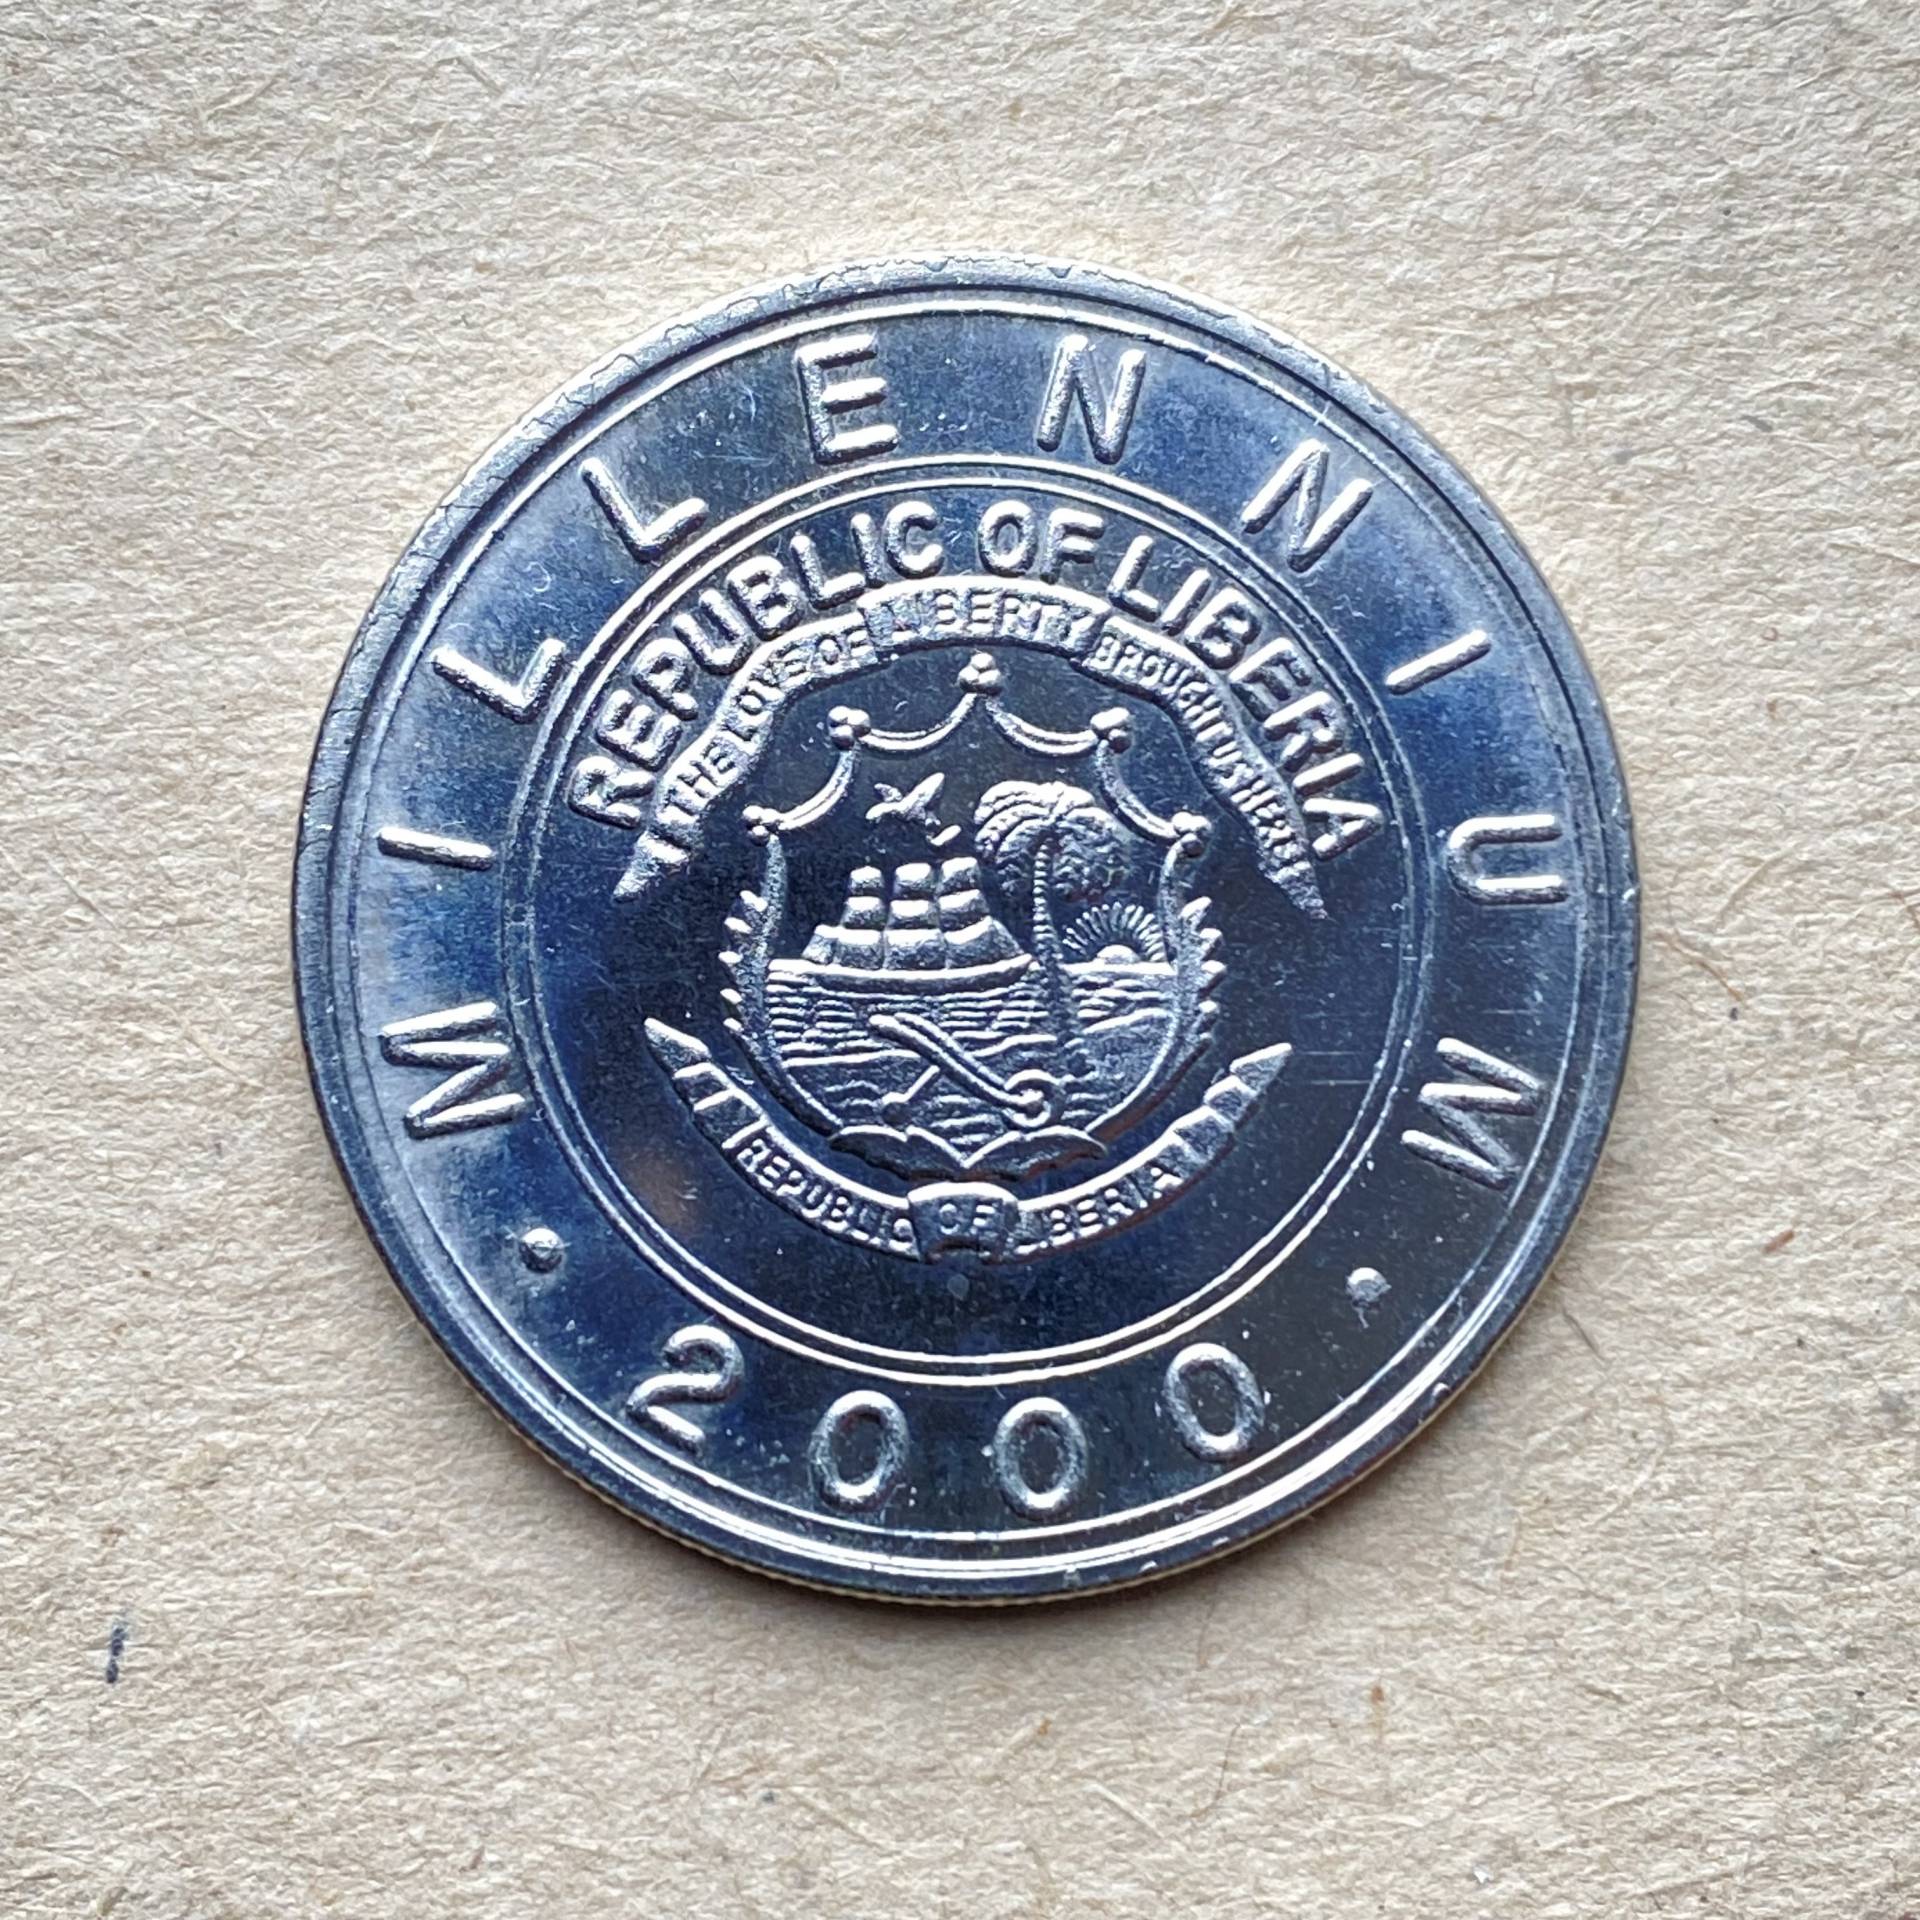 MILLENNIUM
REPUBLIC OF LIBERIA
THE LOVE OF LIBERTY BROUGHT US HERE
REPUBLIC OF LIBERIA
• 2000 •